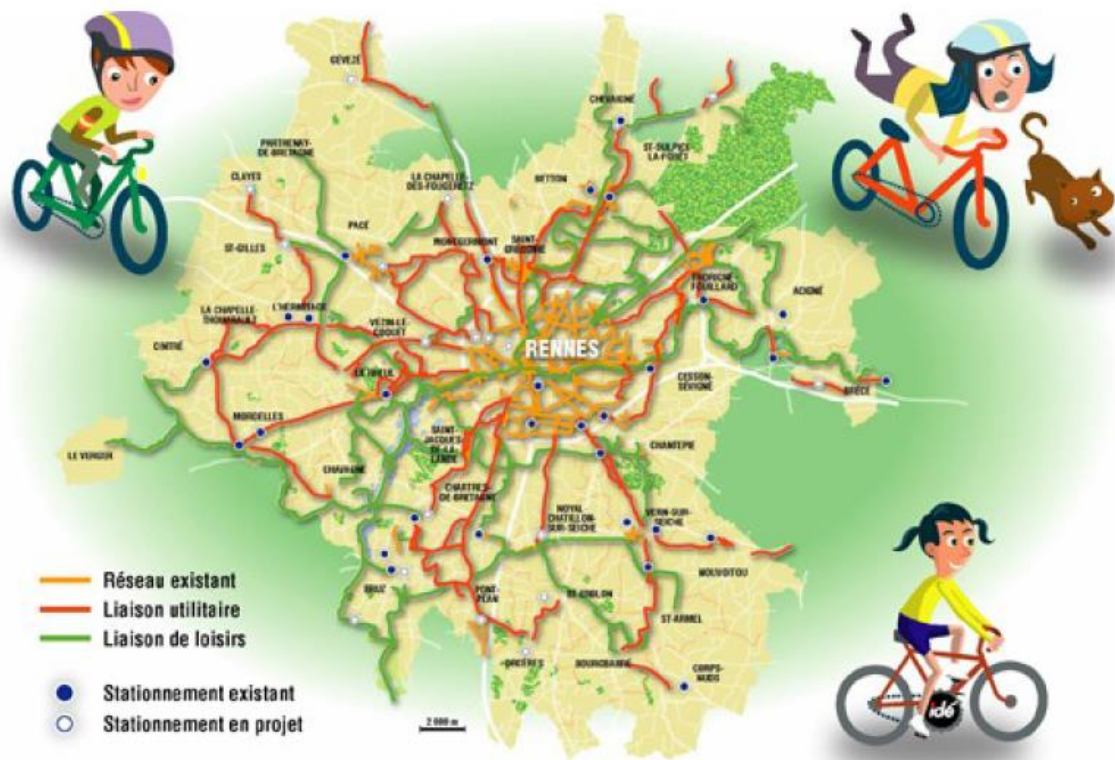 GÉVEZÉ
CHEVAIGNÉ
PARTHENAY-
DE-BRETAGNE
ST-SULPICE
LA-FORÊT
CLAYES
LA CHAPELLE-
DES-FOUGERETZ
BETTON
PACÉ
ST-GILLES
MONTGERMONT
SAINT-
GRÉGOIRE
THORIGNÉ-
FOUILLARD
ACIGNÉ
LA CHAPELLE-
THOUARAULT
L'HERMITAGE
VEZIN-LE-
COQUET
CINTRÉ
RENNES
LE RHEUL
CESSON-
SÉVIGNÉ
BRÉCÉ
MORDELLES
SAINT-
JACQUES-
DE-LA-
LANDE
CHANTEPIE
LE VERGER
CHAVAGNE
CHARTRES-
DE-BRETAGNE
NOYAL
CHATILLON-
SUR-SEICHE
VERN-SUR-
SEICHE
NOUVOITOU
BRUZ
PONT-
PÉAN
ST-ERBLON
ST-ARMEL
ORGÈRES
BOURGBARRÉ
CORPS-
NUDS
Réseau existant
Liaison utilitaire
Liaison de loisirs
Stationnement existant
Stationnement en projet
2 000 m
idé